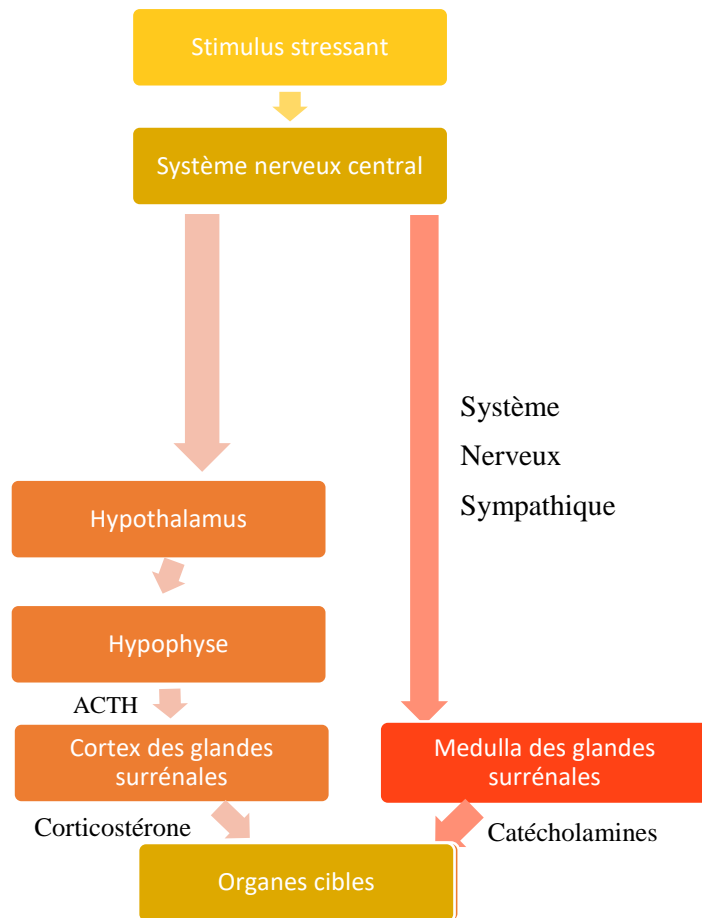 Stimulus stressant
Système nerveux central
Système
Nerveux
Sympathique
Hypothalamus
Hypophyse
ACTH
Cortex des glandes
surrénales
Medulla des glandes
surrénales
Corticostérone
Catécholamines
Organes cibles